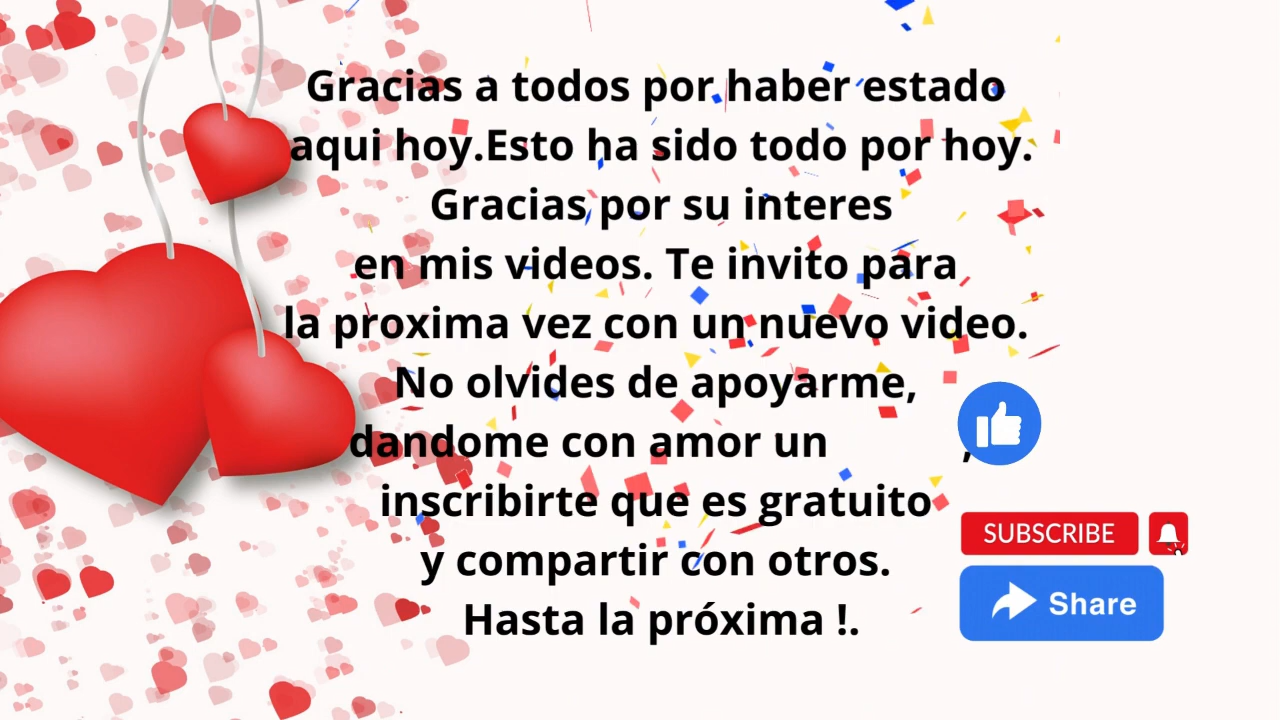 Gracias a todos por haber estado
aqui hoy.Esto ha sido todo por hoy.
Gracias por su interes
en mis videos. Te invito para
la proxima vez con un nuevo video.
No olvides de apoyarme,
dandome con amor un ,
inscribirte que es gratuito
y compartir con otros.
Hasta la próxima !.
SUBSCRIBE
Share